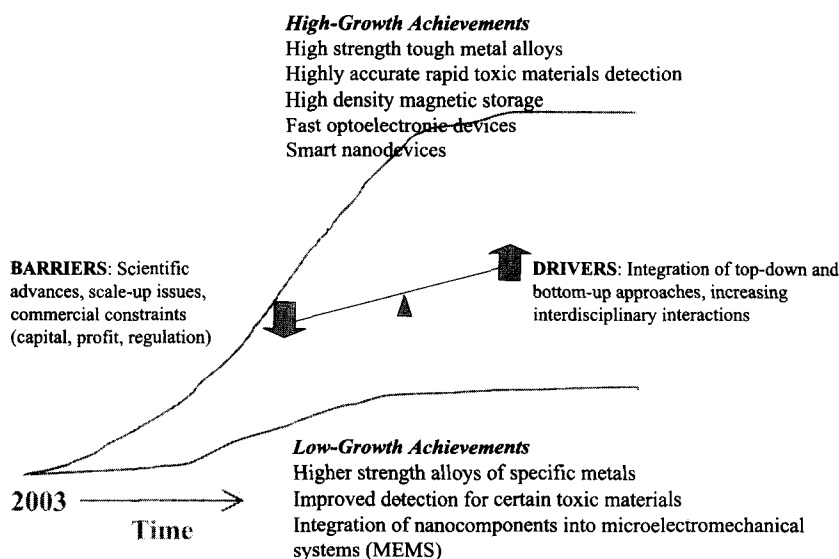 High-Growth Achievements
High strength tough metal alloys
Highly accurate rapid toxic materials detection
High density magnetic storage
Fast optoelectronic devices
Smart nanodevices
BARRIERS: Scientific
advances, scale-up issues,
commercial constraints
(capital, profit, regulation)
DRIVERS: Integration of top-down and
bottom-up approaches, increasing
interdisciplinary interactions
Low-Growth Achievements
Higher strength alloys of specific metals
Improved detection for certain toxic materials
Integration of nanocomponents into microelectromechanical
systems (MEMS)
2003
Time